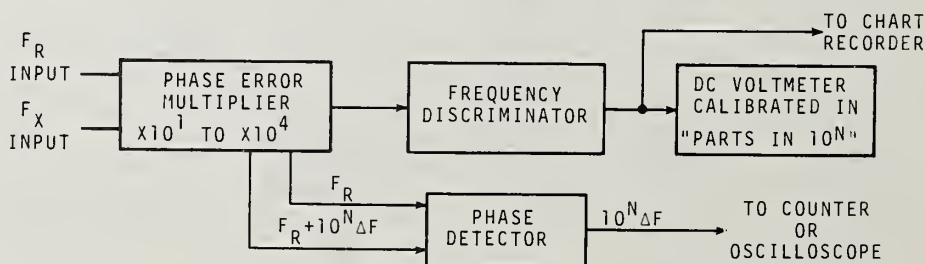 F_R
INPUT
F_X
INPUT
PHASE ERROR
MULTIPLIER
X10^1 TO X10^4
FREQUENCY
DISCRIMINATOR
TO CHART
RECORDER
DC VOLTMETER
CALIBRATED IN
"PARTS IN 10^N"
F_R
F_R+10^NΔF
PHASE
DETECTOR
10^NΔF
TO COUNTER
OR
OSCILLOSCOPE